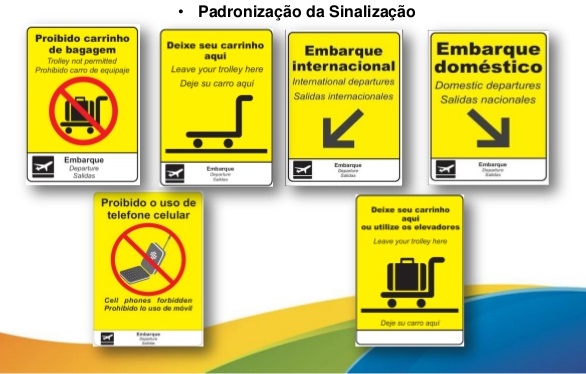 • Padronização da Sinalização
Proibido carrinho
de bagagem
Trolley not permitted
Prohibido carro de equipaje
Embarque
Departure
Salidas
Deixe seu carrinho
aqui
Leave your trolley here
Deje su carro aqui
Embarque
Departure
Salidas
Embarque
internacional
International departures
Salidas internacionales
Embarque
Departure
Salidas
Embarque
doméstico
Domestic departures
Salidas nacionales
Embarque
Departure
Salidas
Proibido o uso de
telefone celular
Cell phones forbidden
Prohibido lo uso de móvil
Embarque
Departure
Salidas
Deixe seu carrinho
aqui
ou utilize os elevadores
Leave your trolley here
Deje su carro aqui